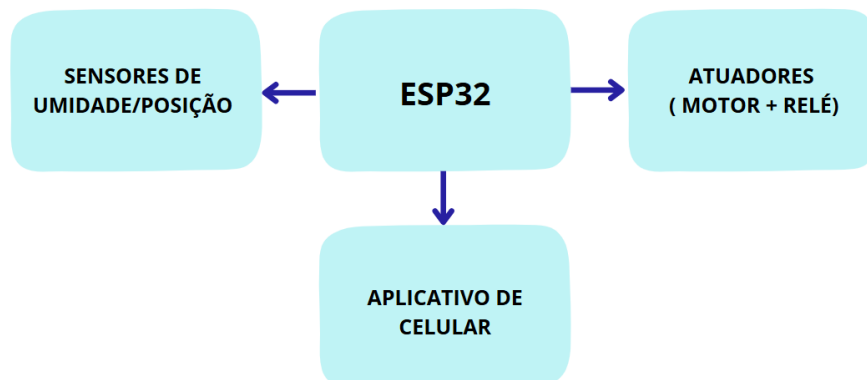 SENSORES DE
UMIDADE/POSIÇÃO
ESP32
ATUADORES
( MOTOR + RELÉ)
APLICATIVO DE
CELULAR